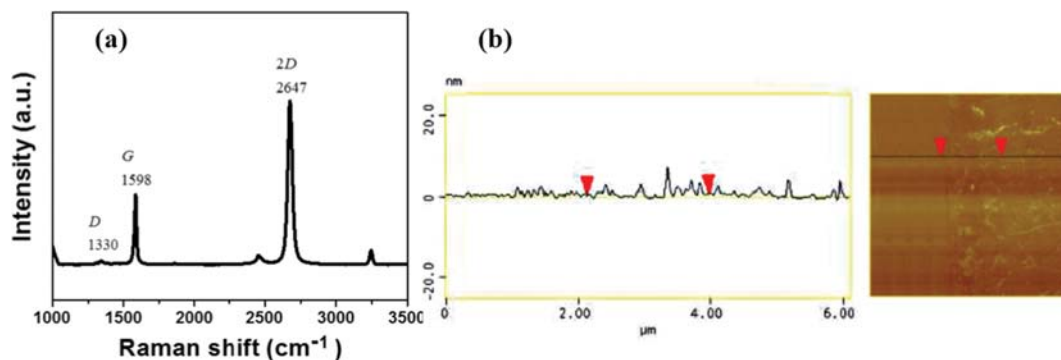 (a)
2D
2647
G
1598
D
1330
Intensity (a.u.)
1000 1500 2000 2500 3000 3500
Raman shift (cm-1)
(b)
nm
20.0
0
-20.0
0 2.00 4.00 6.00
μm